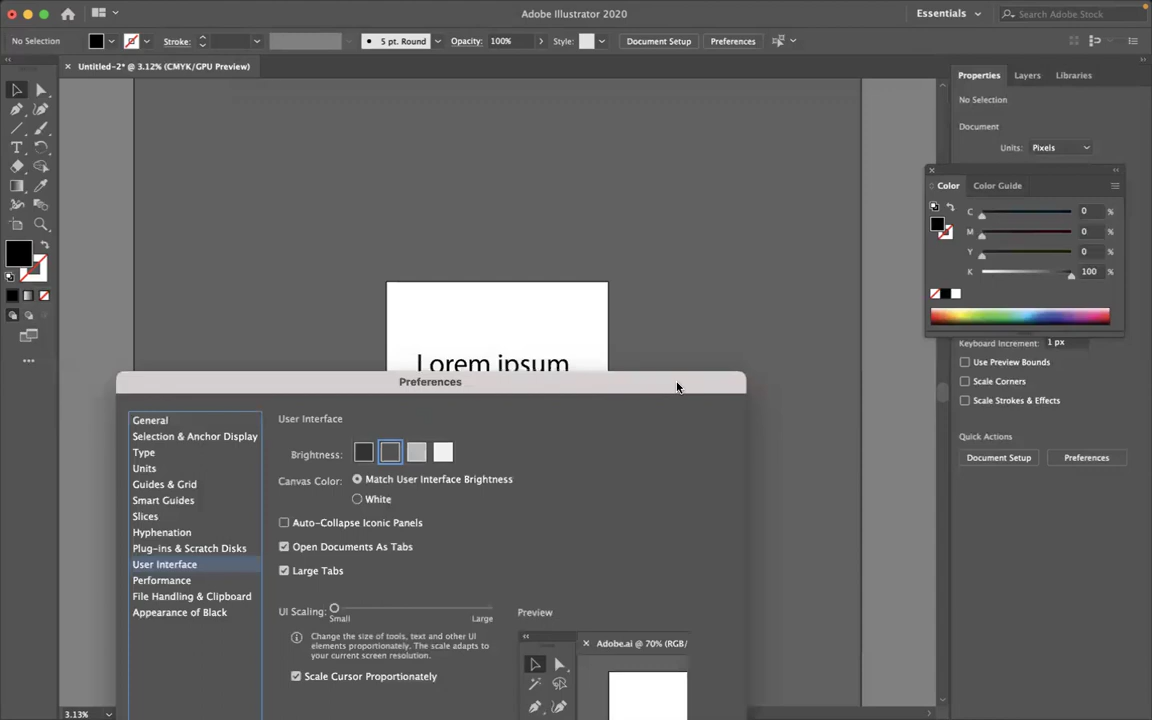 Adobe Illustrator 2020
Essentials
Search Adobe Stock
No Selection
Stroke:
5 pt. Round
Opacity: 100%
Style:
Document Setup
Preferences
Untitled-2* @ 3.12% (CMYK/GPU Preview)
Properties
Layers
Libraries
No Selection
Document
Units: Pixels
Color
Color Guide
C 0 %
M 0 %
Y 0 %
K 100 %
Keyboard Increment: 1 px
Use Preview Bounds
Scale Corners
Scale Strokes & Effects
Quick Actions
Document Setup
Preferences
Lorem ipsum
Preferences
General
Selection & Anchor Display
Type
Units
Guides & Grid
Smart Guides
Slices
Hyphenation
Plug-ins & Scratch Disks
User Interface
Performance
File Handling & Clipboard
Appearance of Black
User Interface
Brightness:
Canvas Color: Match User Interface Brightness
White
Auto-Collapse Iconic Panels
Open Documents As Tabs
Large Tabs
UI Scaling:
Small Large
Change the size of tools, text and other UI
elements proportionately. The scale adapts to
your current screen resolution.
Scale Cursor Proportionately
Preview
Adobe.ai @ 70% (RGB/
3.13%